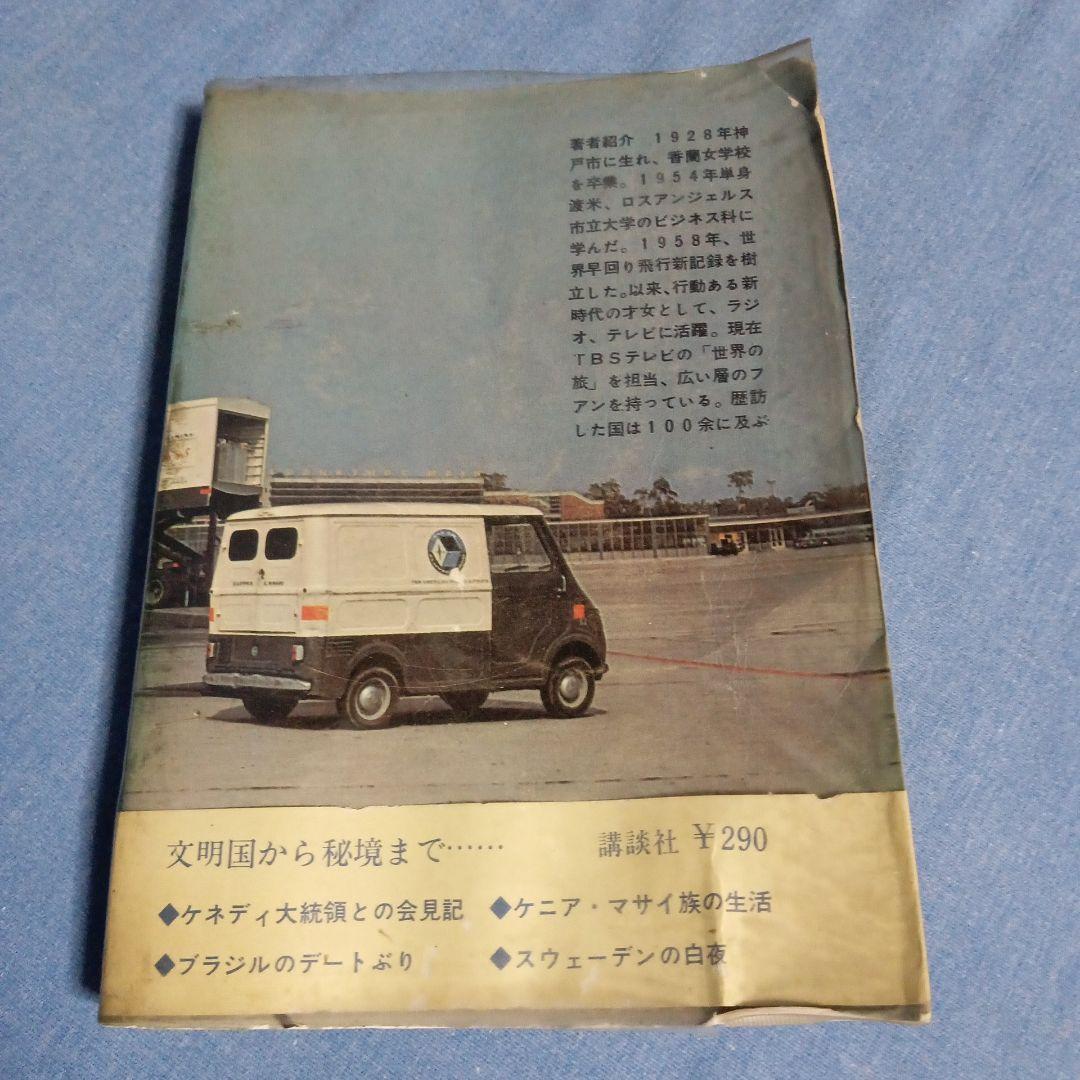 著者紹介　1928年神
戸市に生れ、香蘭女学校
を卒業。1954年単身
渡米、ロスアンジェルス
市立大学のビジネス科に
学んだ。1958年、世
界早回り飛行新記録を樹
立した。以来、行動ある新
時代の才女として、ラジ
オ、テレビに活躍。現在
TBSテレビの「世界の
旅」を担当、広い層のフ
アンを持っている。歴訪
した国は100余に及ぶ
文明国から秘境まで……
講談社 ¥290
◆ケネディ大統領との会見記
◆ケニア・マサイ族の生活
◆ブラジルのデートぶり
◆スウェーデンの白夜